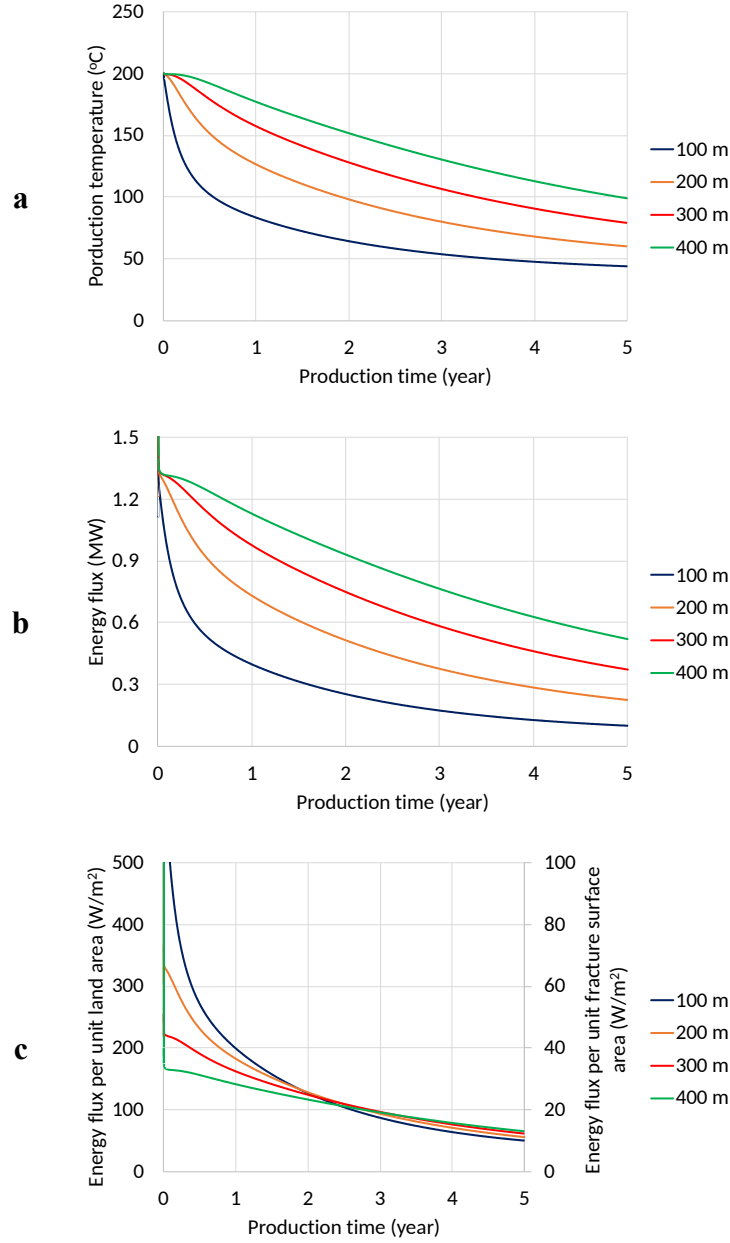 a
Porduction temperature (ºC)
250
200
150
100
50
0
0 1 2 3 4 5
Production time (year)
100 m
200 m
300 m
400 m
b
Energy flux (MW)
1.5
1.2
0.9
0.6
0.3
0
0 1 2 3 4 5
Production time (year)
100 m
200 m
300 m
400 m
c
Energy flux per unit land area (W/m²)
500
400
300
200
100
0
100
80
60
40
20
0
Energy flux per unit fracture surface
area (W/m²)
0 1 2 3 4 5
Production time (year)
100 m
200 m
300 m
400 m